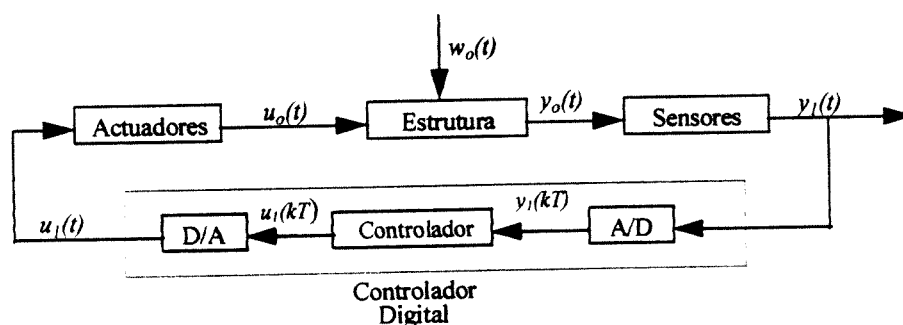 w_o(t)
Actuadores
u_o(t)
Estrutura
y_o(t)
Sensores
y_1(t)
u_1(t)
D/A
u_1(kT)
Controlador
y_1(kT)
A/D
Controlador
Digital